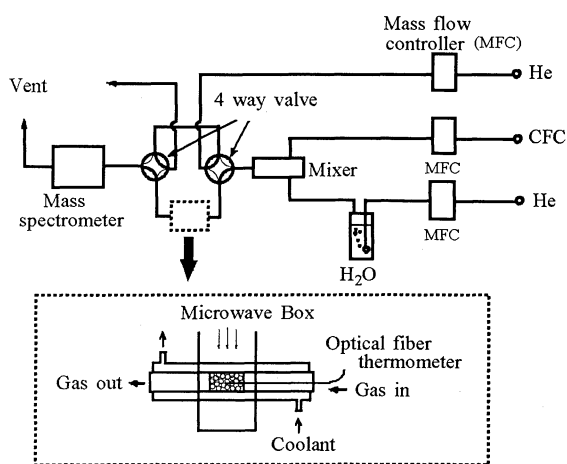 Mass flow
controller (MFC)
He
Vent
4 way valve
CFC
Mixer
MFC
He
Mass
spectrometer
MFC
H₂O
Microwave Box
Optical fiber
thermometer
Gas out
Gas in
Coolant